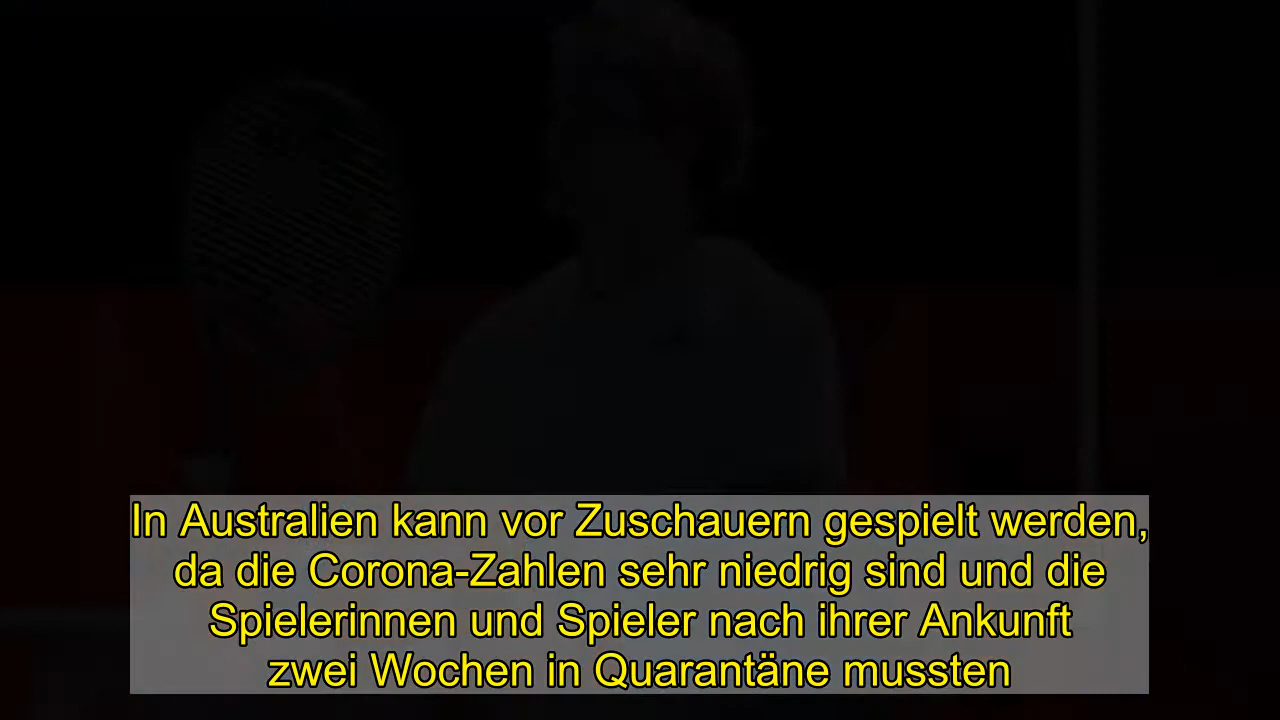 In Australien kann vor Zuschauern gespielt werden,
da die Corona-Zahlen sehr niedrig sind und die
Spielerinnen und Spieler nach ihrer Ankunft
zwei Wochen in Quarantäne mussten